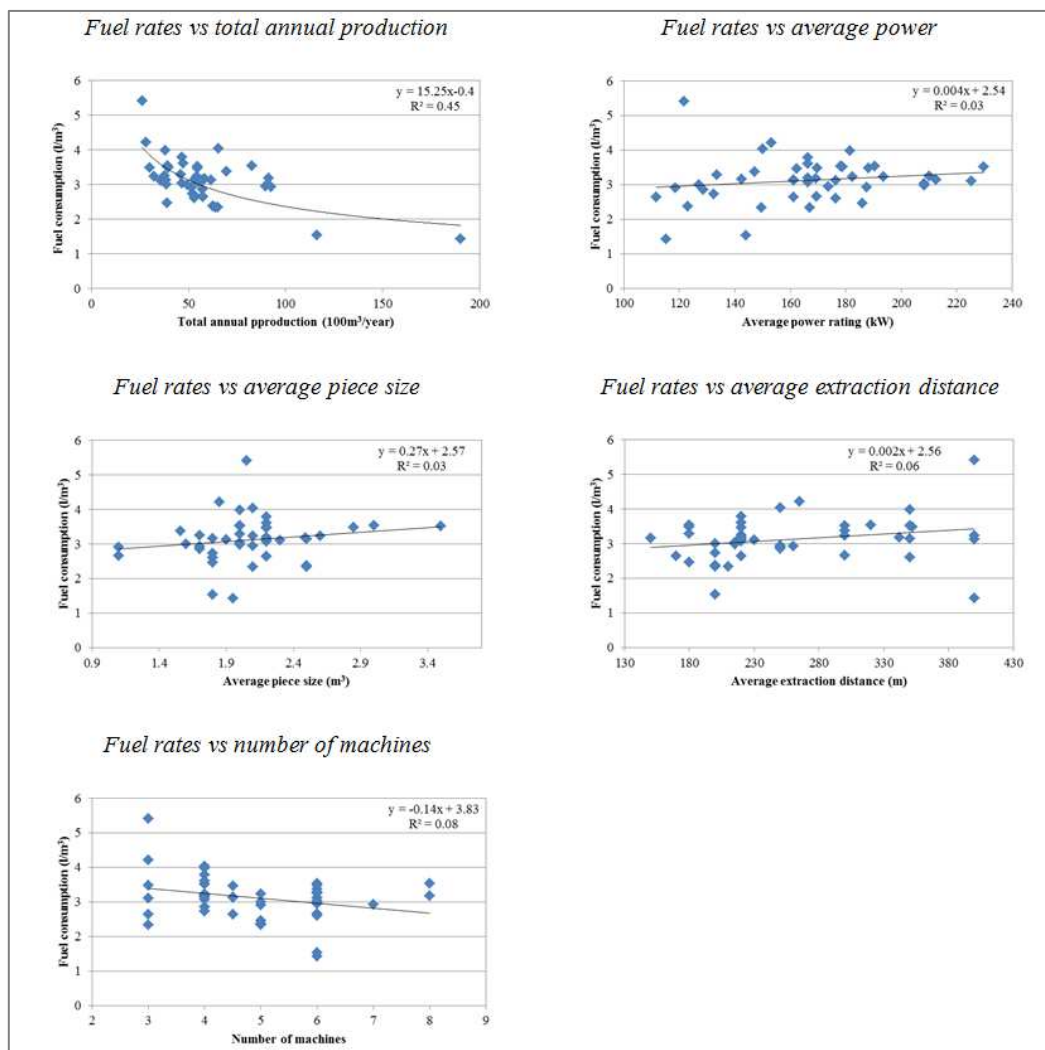 Fuel rates vs total annual production
y = 15.25x-0.4
R² = 0.45
Fuel consumption (l/m³)
6
5
4
3
2
1
0
0 50 100 150 200
Total annual pproduction (100m³/year)
Fuel rates vs average power
y = 0.004x + 2.54
R² = 0.03
Fuel consumption (l/m³)
6
5
4
3
2
1
0
100 120 140 160 180 200 220 240
Average power rating (kW)
Fuel rates vs average piece size
y = 0.27x + 2.57
R² = 0.03
Fuel consumption (l/m³)
6
5
4
3
2
1
0
0.9 1.4 1.9 2.4 2.9 3.4
Average piece size (m³)
Fuel rates vs average extraction distance
y = 0.002x + 2.56
R² = 0.06
Fuel consumption (l/m³)
6
5
4
3
2
1
0
130 180 230 280 330 380 430
Average extraction distance (m)
Fuel rates vs number of machines
y = -0.14x + 3.83
R² = 0.08
Fuel consumption (l/m³)
6
5
4
3
2
1
0
2 3 4 5 6 7 8 9
Number of machines